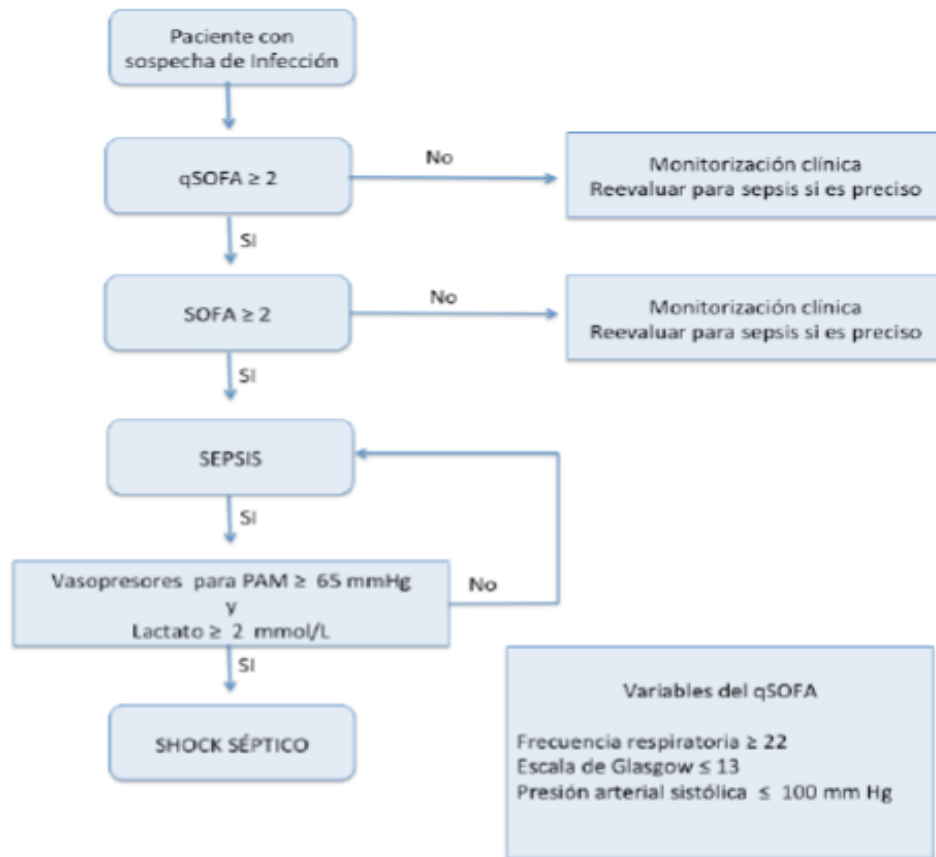 Paciente con
sospecha de Infección
qSOFA ≥ 2
No
Monitorización clínica
Reevaluar para sepsis si es preciso
SI
SOFA ≥ 2
No
Monitorización clínica
Reevaluar para sepsis si es preciso
SI
SEPSIS
SI
Vasopresores para PAM ≥ 65 mmHg
y
Lactato ≥ 2 mmol/L
No
SI
SHOCK SÉPTICO
Variables del qSOFA
Frecuencia respiratoria ≥ 22
Escala de Glasgow ≤ 13
Presión arterial sistólica ≤ 100 mm Hg